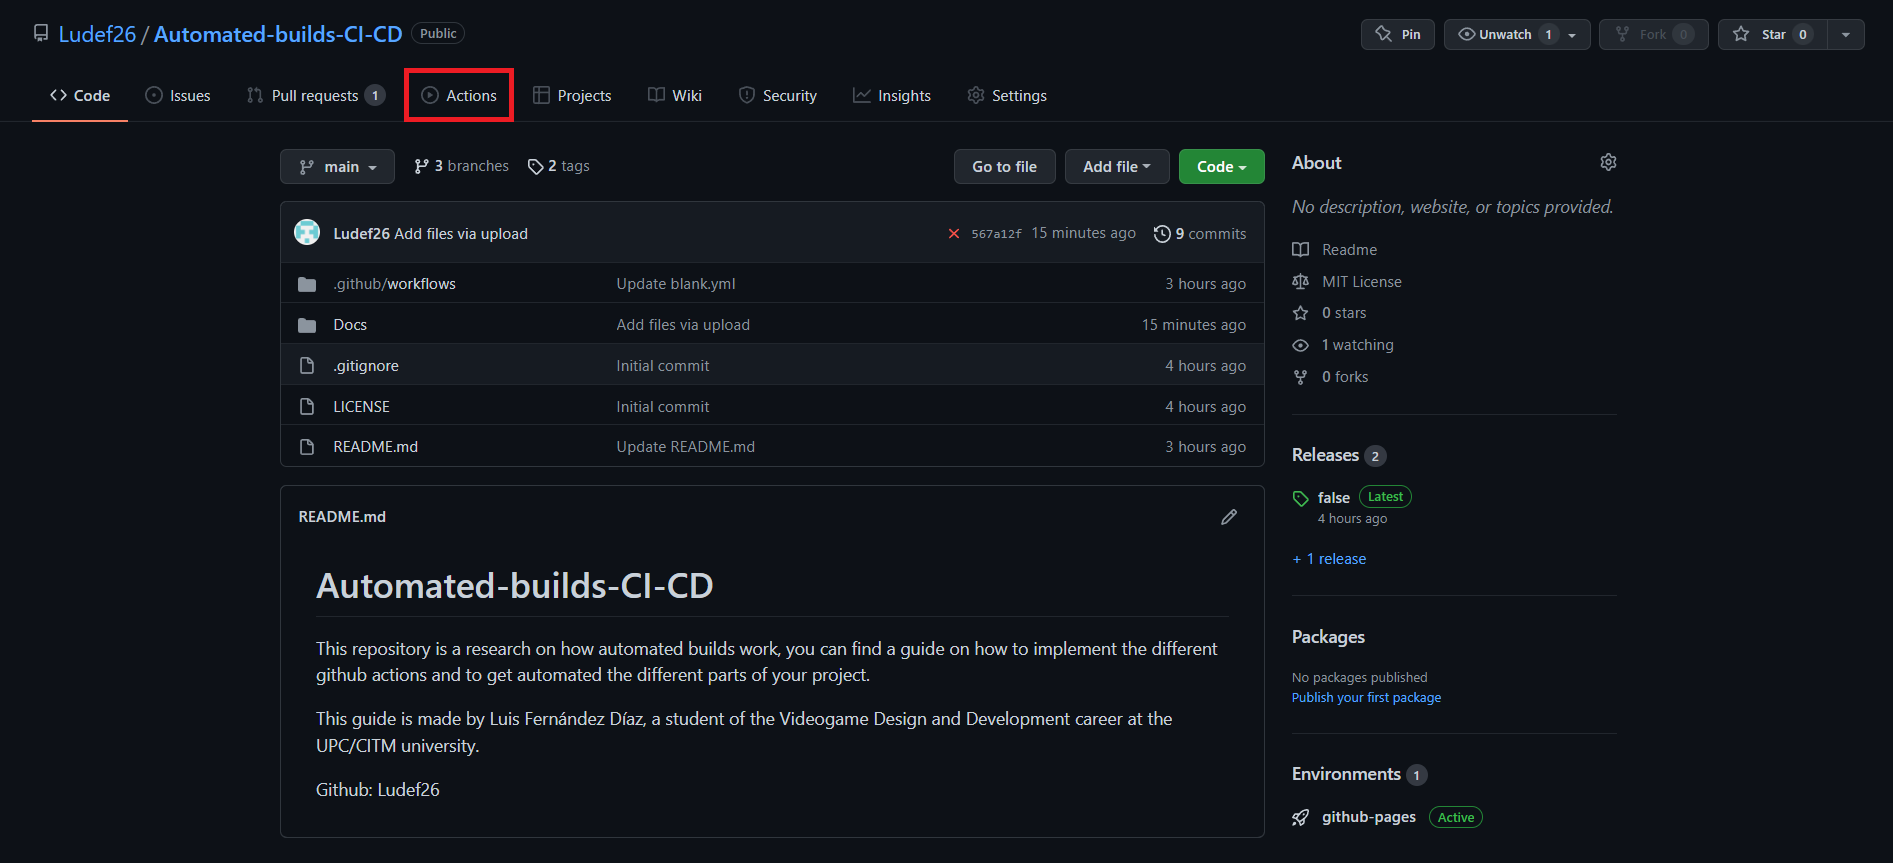 Ludef26 / Automated-builds-CI-CD Public
Pin Unwatch 1 Fork 0 Star 0
Code Issues Pull requests 1 Actions Projects Wiki Security Insights Settings
main 3 branches 2 tags Go to file Add file Code
Ludef26 Add files via upload 567a12f 15 minutes ago 9 commits
.github/workflows Update blank.yml 3 hours ago
Docs Add files via upload 15 minutes ago
.gitignore Initial commit 4 hours ago
LICENSE Initial commit 4 hours ago
README.md Update README.md 3 hours ago
README.md
Automated-builds-CI-CD
This repository is a research on how automated builds work, you can find a guide on how to implement the different
github actions and to get automated the different parts of your project.
This guide is made by Luis Fernández Díaz, a student of the Videogame Design and Development career at the
UPC/CITM university.
Github: Ludef26
About
No description, website, or topics provided.
Readme
MIT License
0 stars
1 watching
0 forks
Releases 2
false Latest
4 hours ago
+ 1 release
Packages
No packages published
Publish your first package
Environments 1
github-pages Active